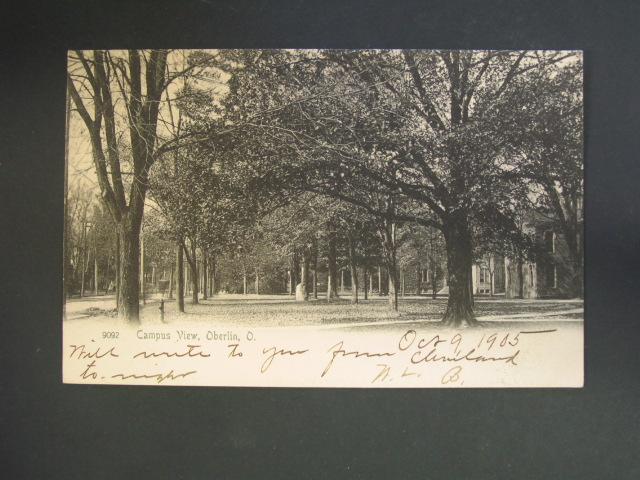 9092 Campus View, Oberlin, O.
Oct 9, 1905
Will write to you from Cleveland
to-night W. L. B.